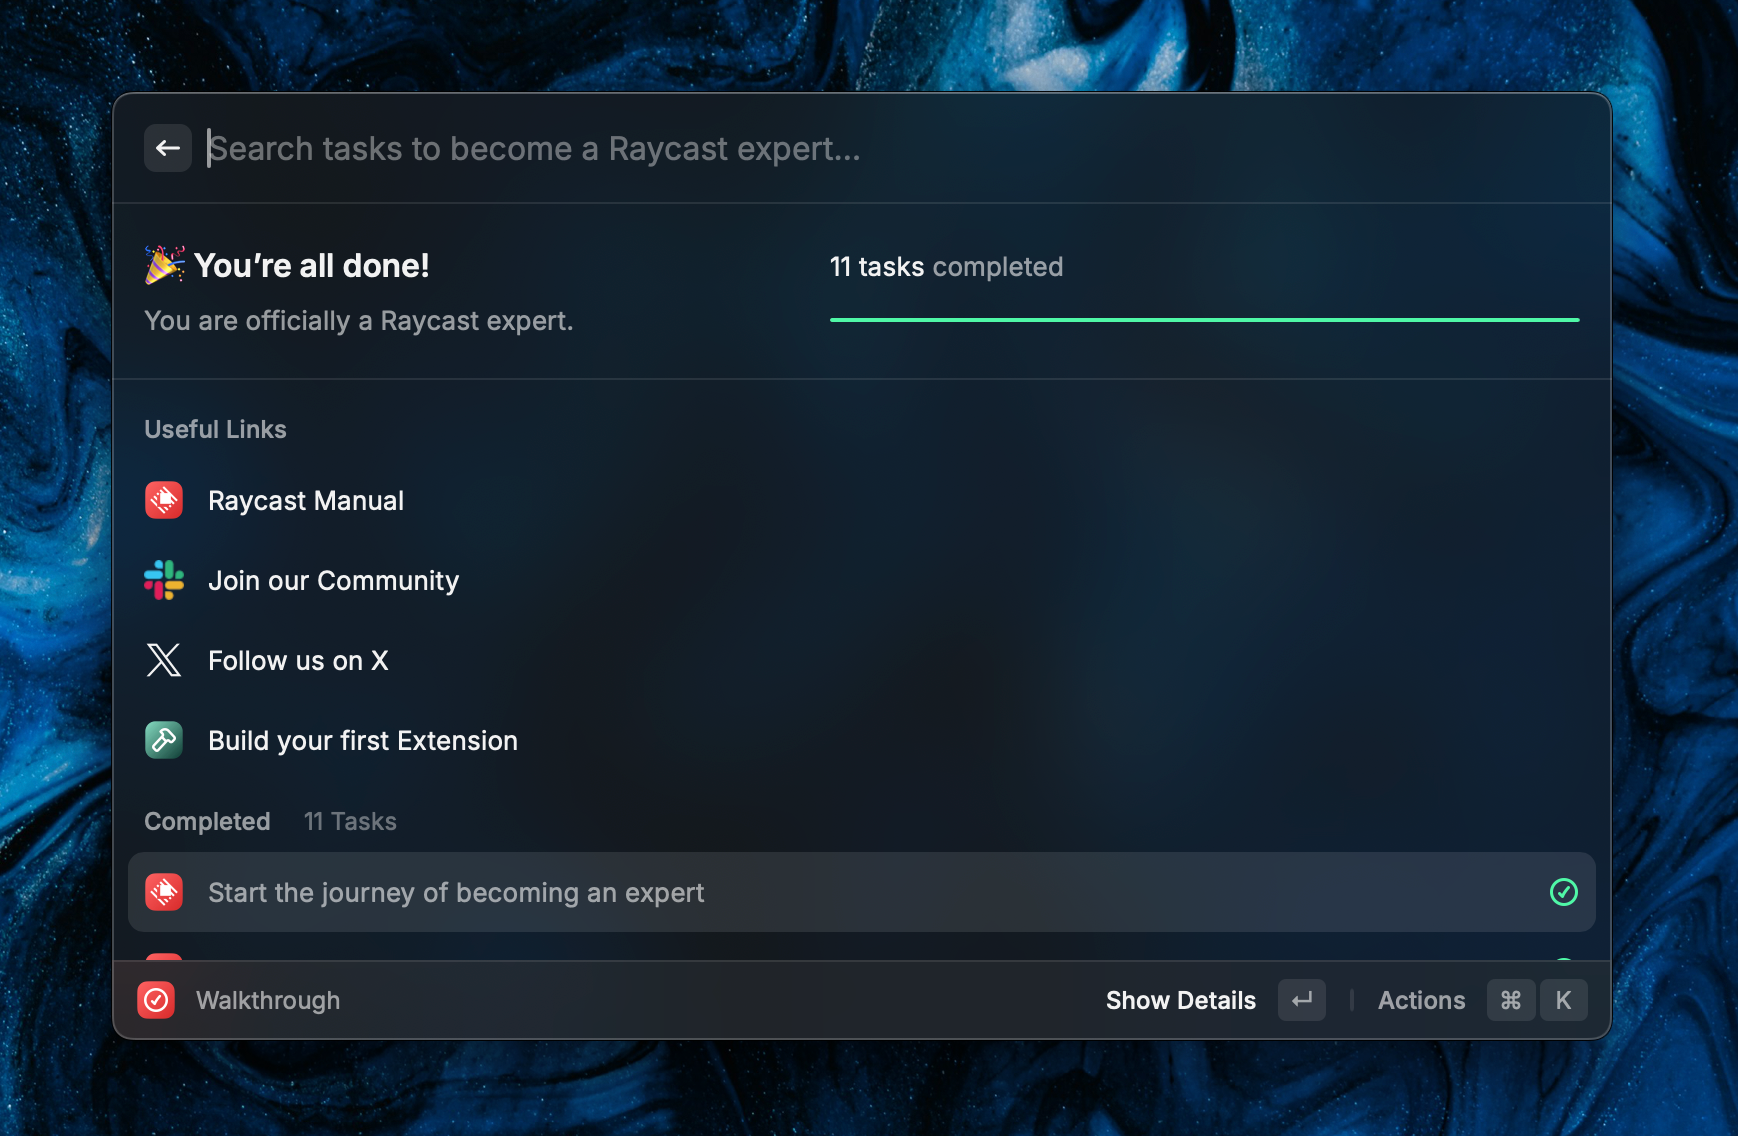 Search tasks to become a Raycast expert...
🎉 You’re all done!
11 tasks completed
You are officially a Raycast expert.
Useful Links
Raycast Manual
Join our Community
Follow us on X
Build your first Extension
Completed 11 Tasks
Start the journey of becoming an expert
Walkthrough
Show Details ↵ Actions ⌘ K